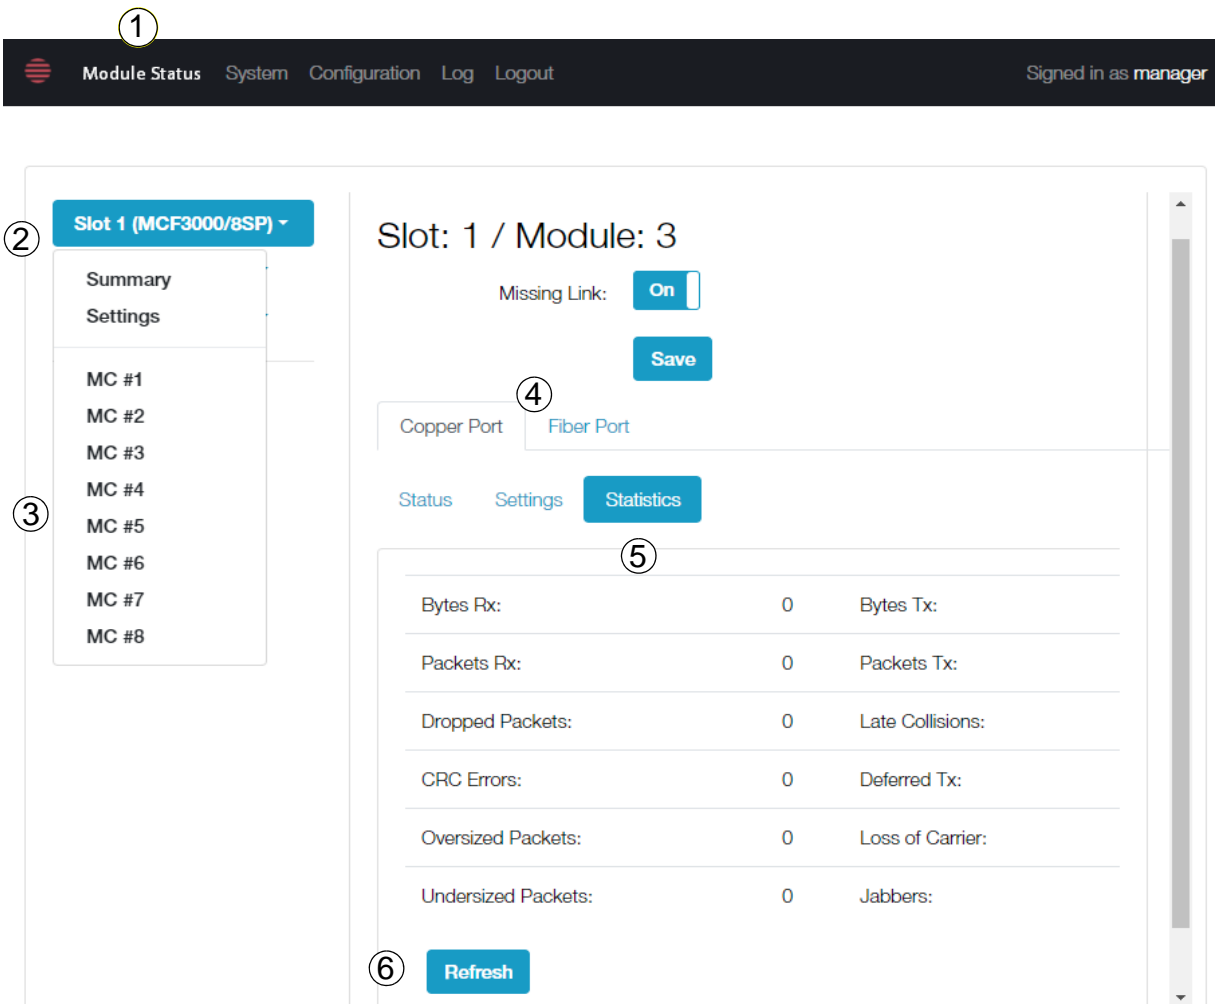 1
Module Status System Configuration Log Logout Signed in as manager
2
Slot 1 (MCF3000/8SP)
Summary
Settings
3
MC #1
MC #2
MC #3
MC #4
MC #5
MC #6
MC #7
MC #8
Slot: 1 / Module: 3
Missing Link: On
Save
4
Copper Port Fiber Port
Status Settings Statistics
5
Bytes Rx: 0 Bytes Tx:
Packets Rx: 0 Packets Tx:
Dropped Packets: 0 Late Collisions:
CRC Errors: 0 Deferred Tx:
Oversized Packets: 0 Loss of Carrier:
Undersized Packets: 0 Jabbers:
6 Refresh